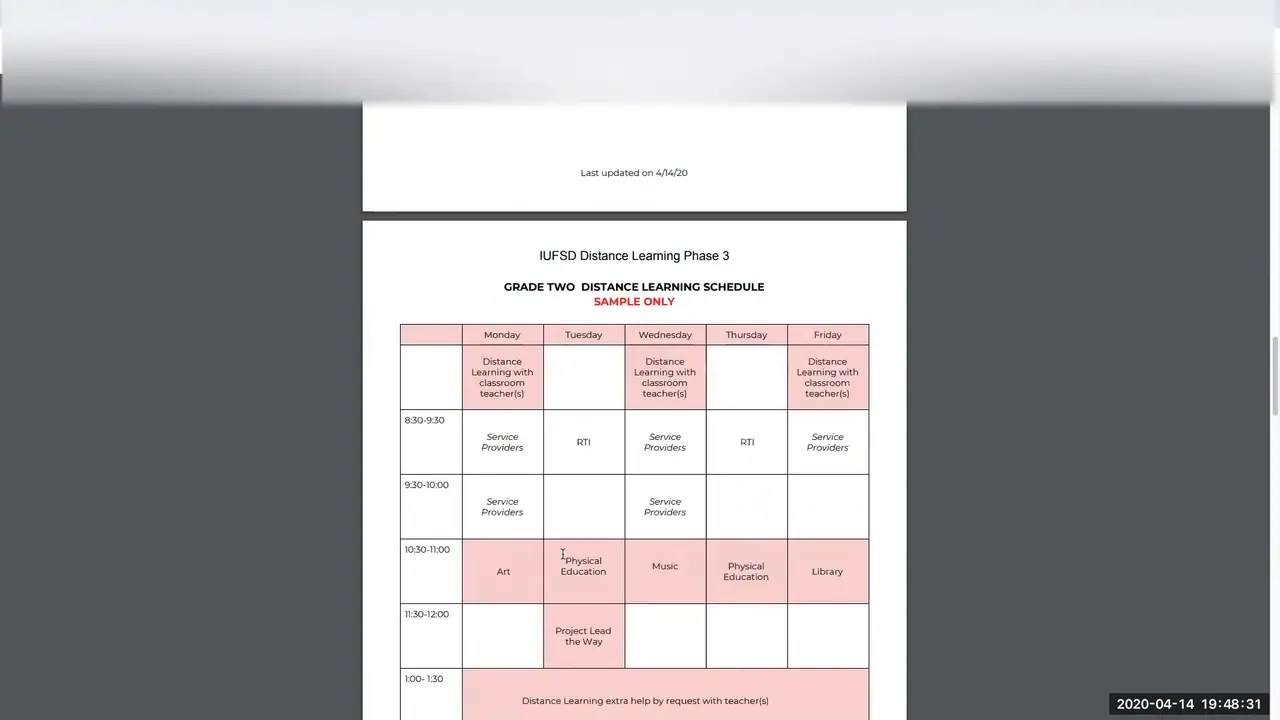 Last updated on 4/14/20
IUFSD Distance Learning Phase 3
GRADE TWO  DISTANCE LEARNING SCHEDULE
SAMPLE ONLY
Monday Tuesday Wednesday Thursday Friday
Distance Learning with classroom teacher(s)
Distance Learning with classroom teacher(s)
Distance Learning with classroom teacher(s)
8:30-9:30 Service Providers RTI Service Providers RTI Service Providers
9:30-10:00 Service Providers Service Providers
10:30-11:00 Art Physical Education Music Physical Education Library
11:30-12:00 Project Lead the Way
1:00- 1:30 Distance Learning extra help by request with teacher(s)
2020-04-14 19:48:31